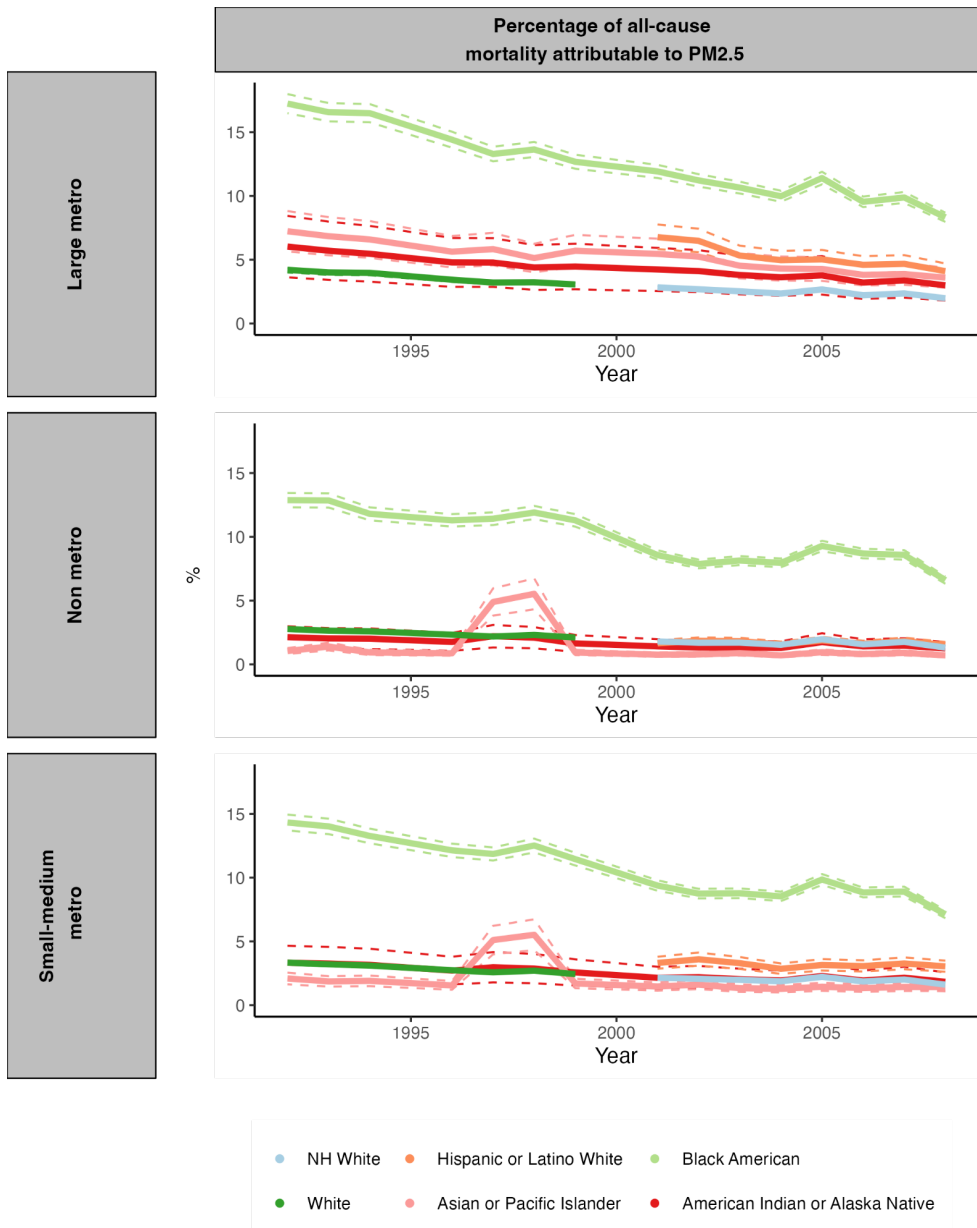 Percentage of all-cause
mortality attributable to PM2.5
Large metro
15
10
5
0
1995
2000
2005
Year
Non metro
%
15
10
5
0
1995
2000
2005
Year
Small-medium
metro
15
10
5
0
1995
2000
2005
Year
NH White
Hispanic or Latino White
Black American
White
Asian or Pacific Islander
American Indian or Alaska Native